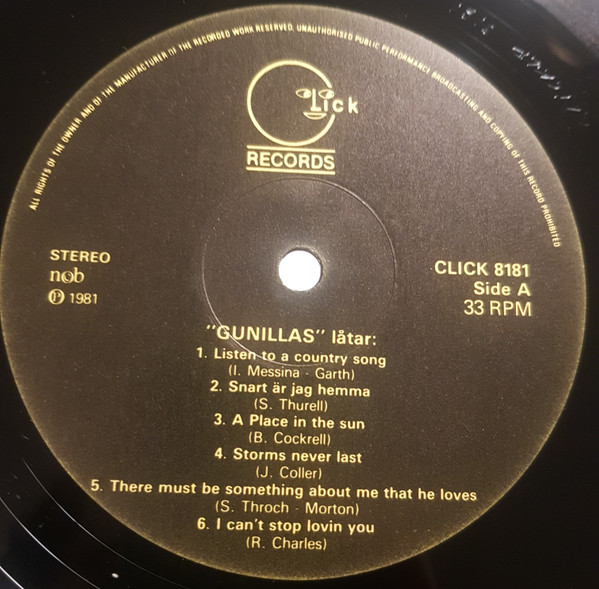 ALL RIGHTS OF THE OWNER AND OF THE MANUFACTURER OF THE RECORDED WORK RESERVED. UNAUTHORISED PUBLIC PERFORMANCE BROADCASTING AND COPYING OF THIS RECORD PROHIBITED
Click
RECORDS
STEREO
ncb
℗ 1981
CLICK 8181
Side A
33 RPM
"GUNILLAS" låtar:
1. Listen to a country song
(I. Messina - Garth)
2. Snart är jag hemma
(S. Thurell)
3. A Place in the sun
(B. Cockrell)
4. Storms never last
(J. Coller)
5. There must be something about me that he loves
(S. Throch - Morton)
6. I can't stop lovin you
(R. Charles)